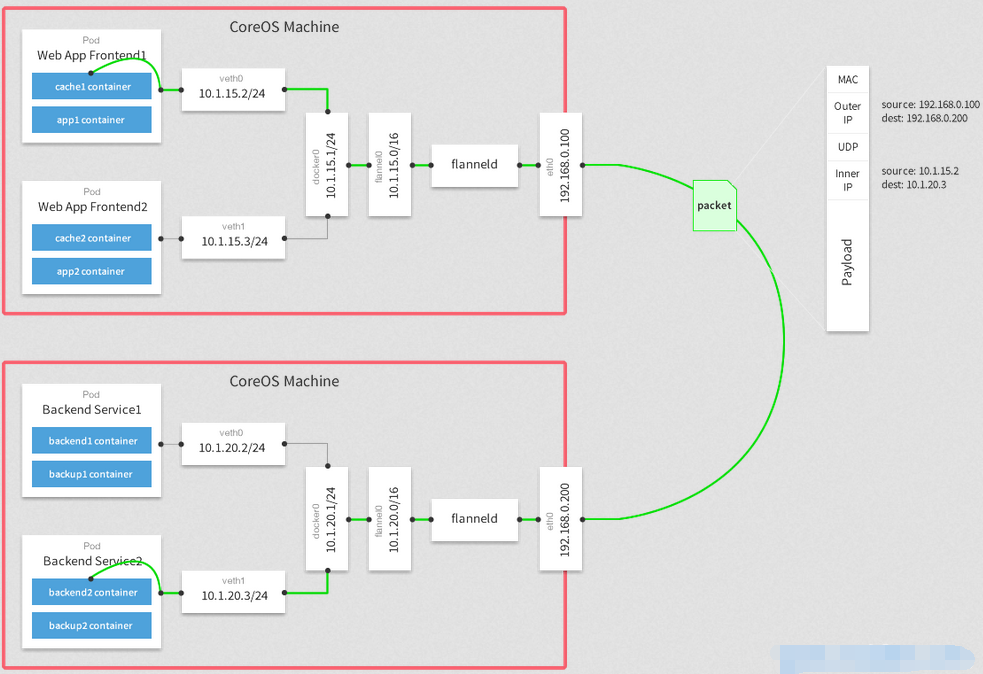 CoreOS Machine
Pod
Web App Frontend1
cache1 container
app1 container
veth0
10.1.15.2/24
Pod
Web App Frontend2
cache2 container
app2 container
veth1
10.1.15.3/24
docker0
10.1.15.1/24
flannel0
10.1.15.0/16
flanneld
eth0
192.168.0.100
packet
MAC
Outer
IP
source: 192.168.0.100
dest: 192.168.0.200
UDP
Inner
IP
source: 10.1.15.2
dest: 10.1.20.3
Payload
CoreOS Machine
Pod
Backend Service1
backend1 container
backup1 container
veth0
10.1.20.2/24
Pod
Backend Service2
backend2 container
backup2 container
veth1
10.1.20.3/24
docker0
10.1.20.1/24
flannel0
10.1.20.0/16
flanneld
eth0
192.168.0.200